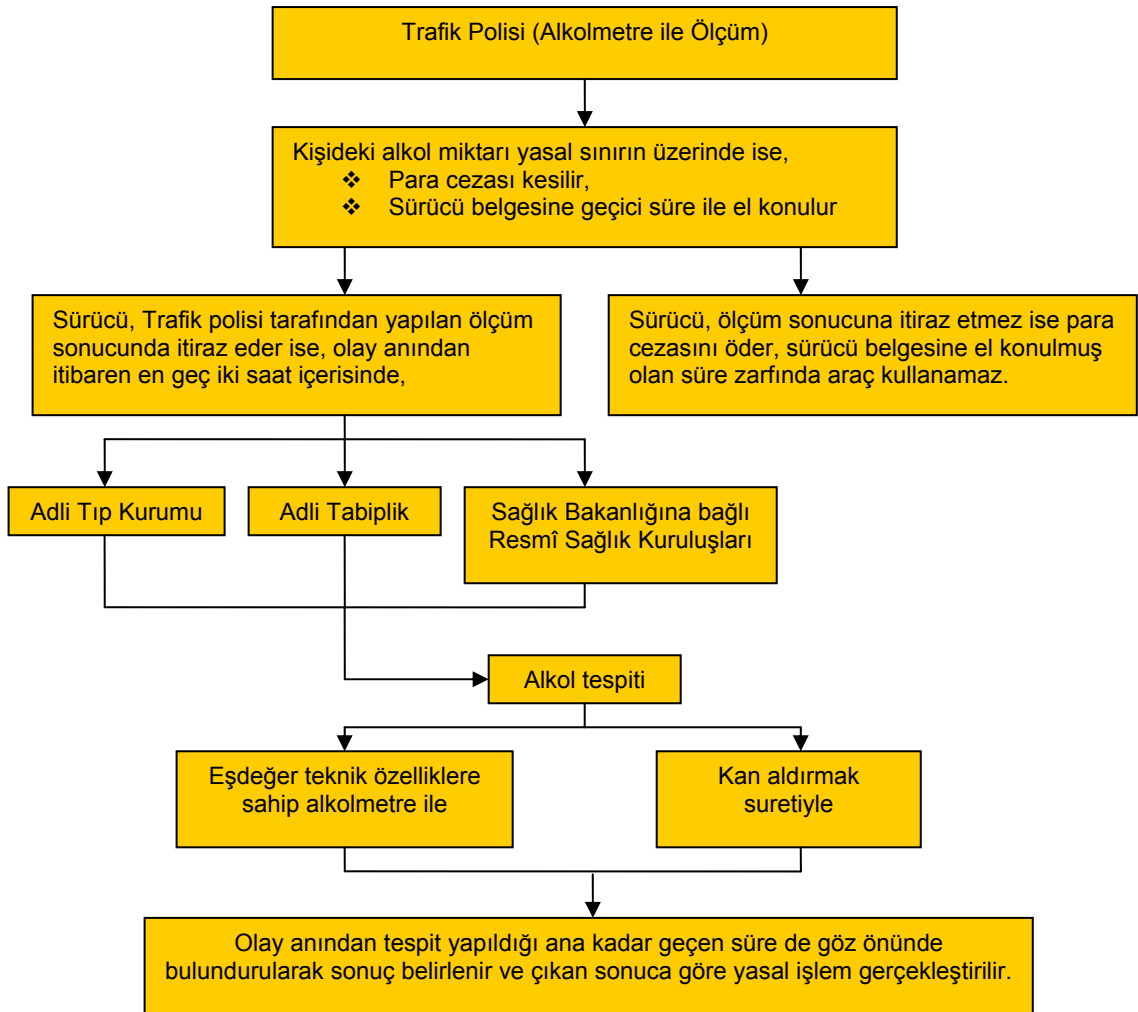 Trafik Polisi (Alkolmetre ile Ölçüm)
Kişideki alkol miktarı yasal sınırın üzerinde ise,
❖ Para cezası kesilir,
❖ Sürücü belgesine geçici süre ile el konulur
Sürücü, Trafik polisi tarafından yapılan ölçüm
sonucunda itiraz eder ise, olay anından
itibaren en geç iki saat içerisinde,
Sürücü, ölçüm sonucuna itiraz etmez ise para
cezasını öder, sürücü belgesine el konulmuş
olan süre zarfında araç kullanamaz.
Adli Tıp Kurumu
Adli Tabiplik
Sağlık Bakanlığına bağlı
Resmî Sağlık Kuruluşları
Alkol tespiti
Eşdeğer teknik özelliklere
sahip alkolmetre ile
Kan aldırmak
suretiyle
Olay anından tespit yapıldığı ana kadar geçen süre de göz önünde
bulundurularak sonuç belirlenir ve çıkan sonuca göre yasal işlem gerçekleştirilir.